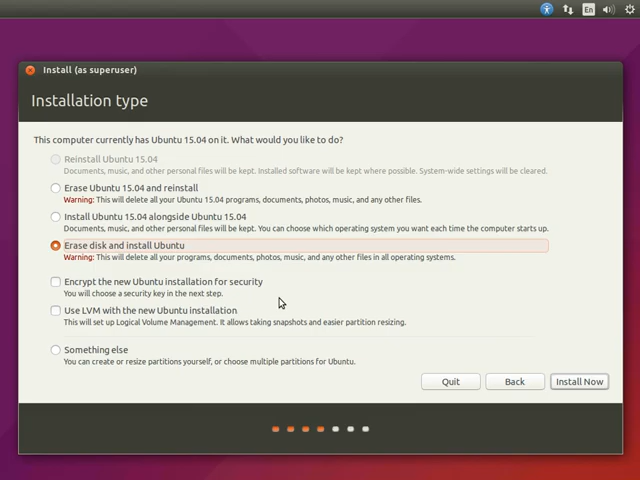 En
Install (as superuser)
Installation type
This computer currently has Ubuntu 15.04 on it. What would you like to do?
Reinstall Ubuntu 15.04
Documents, music, and other personal files will be kept. Installed software will be kept where possible. System-wide settings will be cleared.
Erase Ubuntu 15.04 and reinstall
Warning: This will delete all your Ubuntu 15.04 programs, documents, photos, music, and any other files.
Install Ubuntu 15.04 alongside Ubuntu 15.04
Documents, music, and other personal files will be kept. You can choose which operating system you want each time the computer starts up.
Erase disk and install Ubuntu
Warning: This will delete all your programs, documents, photos, music, and any other files in all operating systems.
Encrypt the new Ubuntu installation for security
You will choose a security key in the next step.
Use LVM with the new Ubuntu installation
This will set up Logical Volume Management. It allows taking snapshots and easier partition resizing.
Something else
You can create or resize partitions yourself, or choose multiple partitions for Ubuntu.
Quit
Back
Install Now